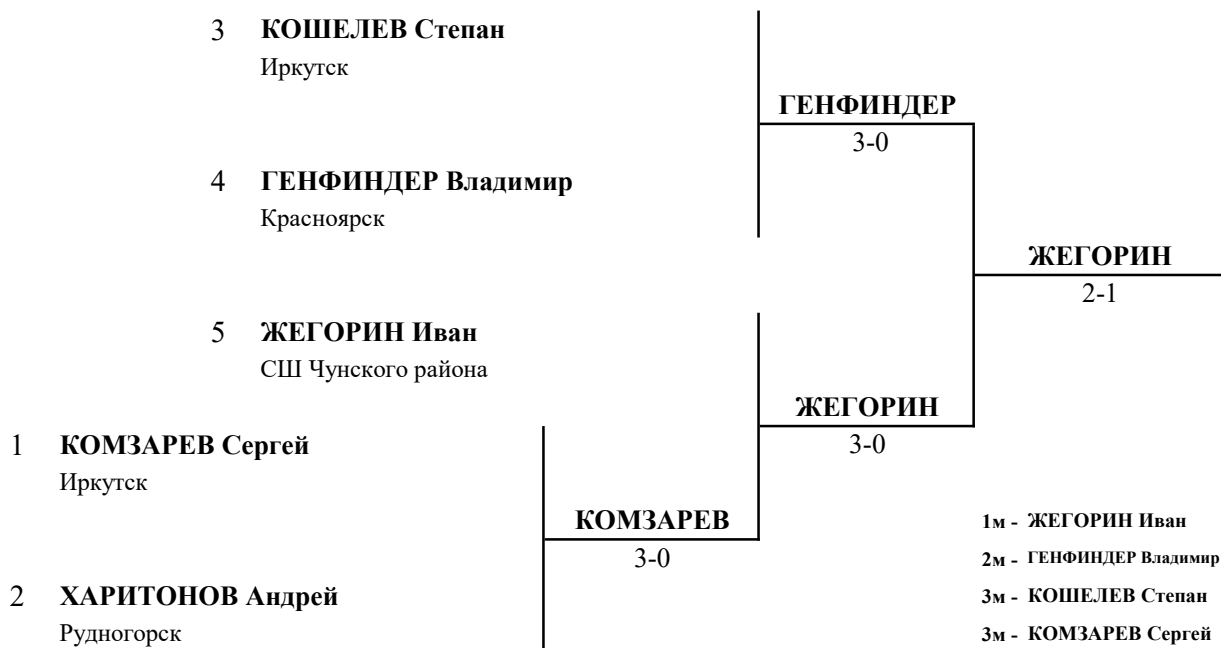 3 КОШЕЛЕВ Степан
Иркутск
ГЕНФИНДЕР
3-0
4 ГЕНФИНДЕР Владимир
Красноярск
ЖЕГОРИН
2-1
5 ЖЕГОРИН Иван
СШ Чунского района
ЖЕГОРИН
3-0
1 КОМЗАРЕВ Сергей
Иркутск
КОМЗАРЕВ
3-0
2 ХАРИТОНОВ Андрей
Рудногорск
1м - ЖЕГОРИН Иван
2м - ГЕНФИНДЕР Владимир
3м - КОШЕЛЕВ Степан
3м - КОМЗАРЕВ Сергей